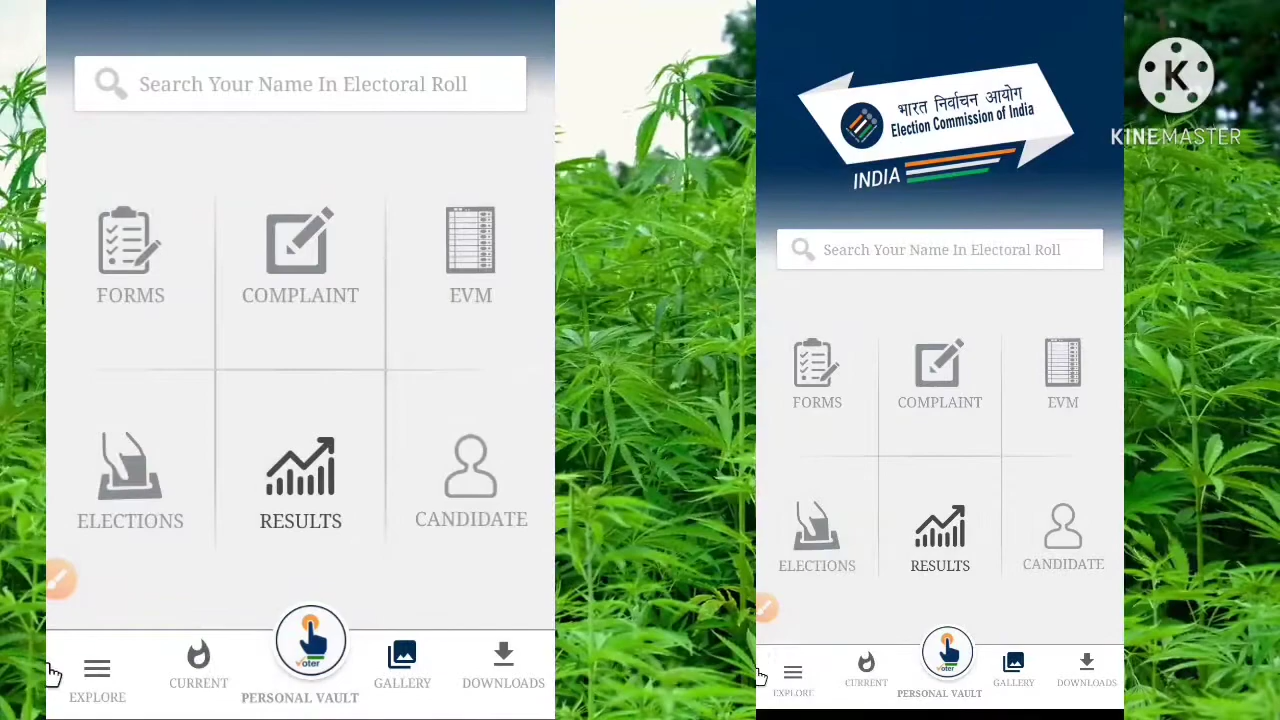 Search Your Name In Electoral Roll
FORMS
COMPLAINT
EVM
ELECTIONS
RESULTS
CANDIDATE
EXPLORE
CURRENT
Voter
PERSONAL VAULT
GALLERY
DOWNLOADS
भारत निर्वाचन आयोग
Election Commission of India
INDIA
Search Your Name In Electoral Roll
FORMS
COMPLAINT
EVM
ELECTIONS
RESULTS
CANDIDATE
EXPLORE
CURRENT
Voter
PERSONAL VAULT
GALLERY
DOWNLOADS
K
KINEMASTER